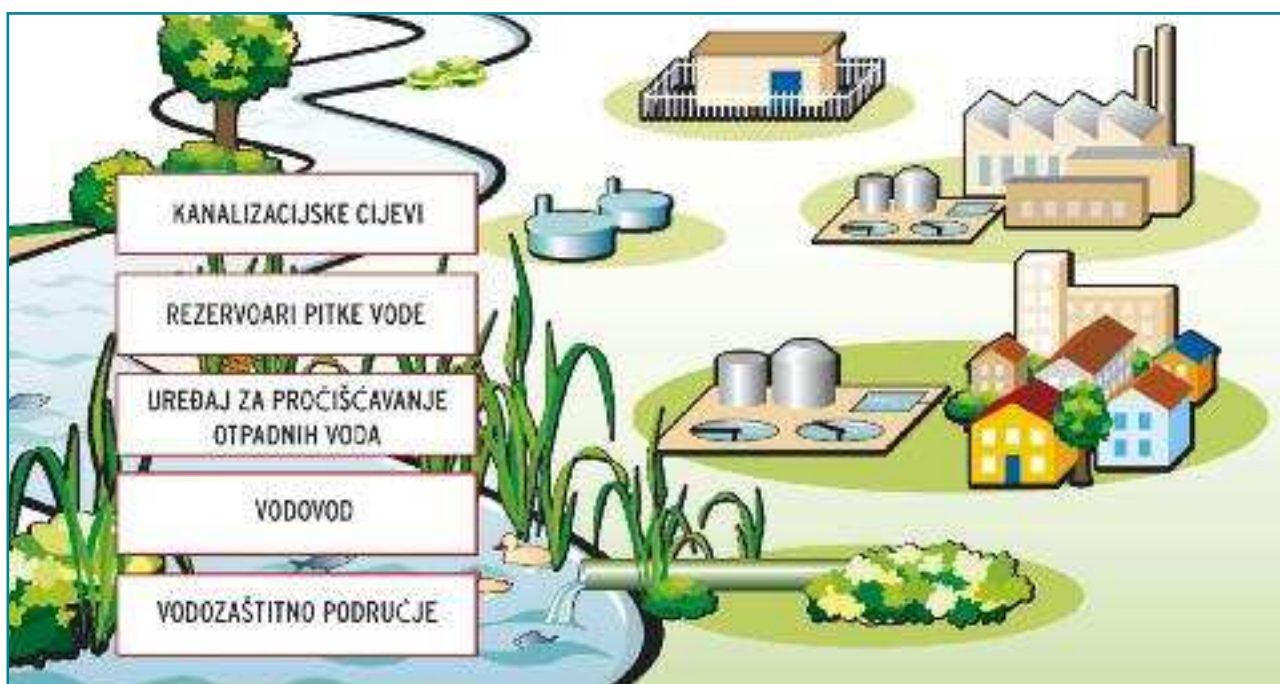 KANALIZACIJSKE CIJEVI
REZERVOARI PITKE VODE
UREĐAJ ZA PROČIŠĆAVANJE
OTPADNIH VODA
VODOVOD
VODOZAŠTITNO PODRUČJE